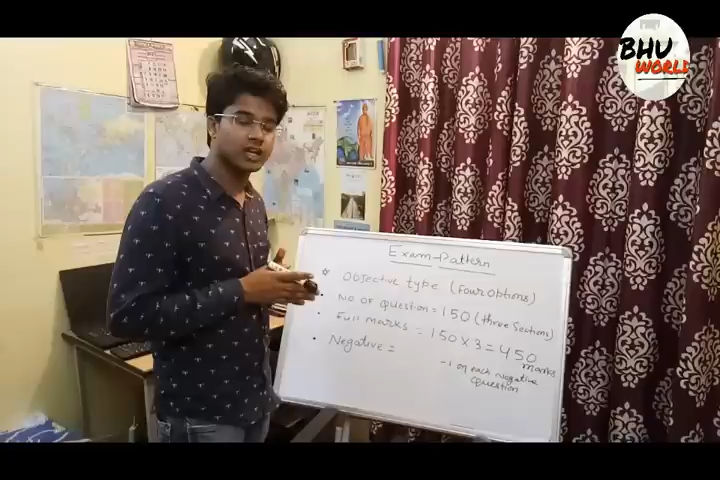 BHU
WORLD
Exam-Pattern
Objective type (Four Options)
No of question = 150 (three Sections)
Full marks = 150 x 3 = 450 marks
Negative =
-1 on each negative
question